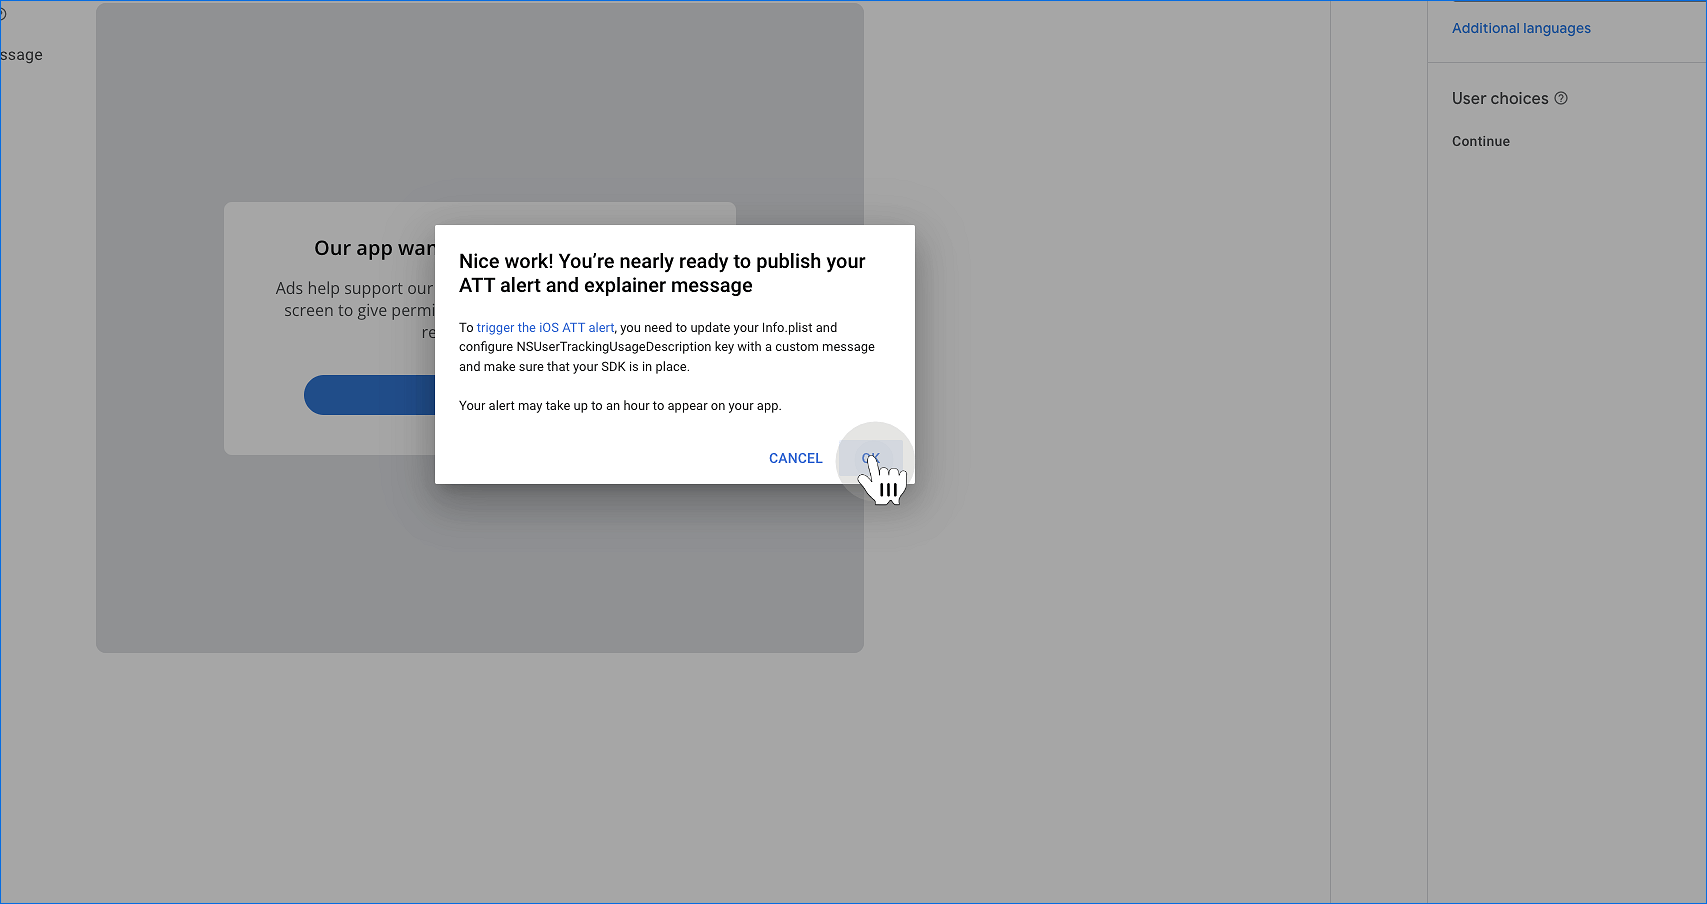 ssage
Additional languages
User choices
Continue
Our app wan
Ads help support our
screen to give permi
re
Nice work! You’re nearly ready to publish your
ATT alert and explainer message
To trigger the iOS ATT alert, you need to update your Info.plist and
configure NSUserTrackingUsageDescription key with a custom message
and make sure that your SDK is in place.
Your alert may take up to an hour to appear on your app.
CANCEL
OK